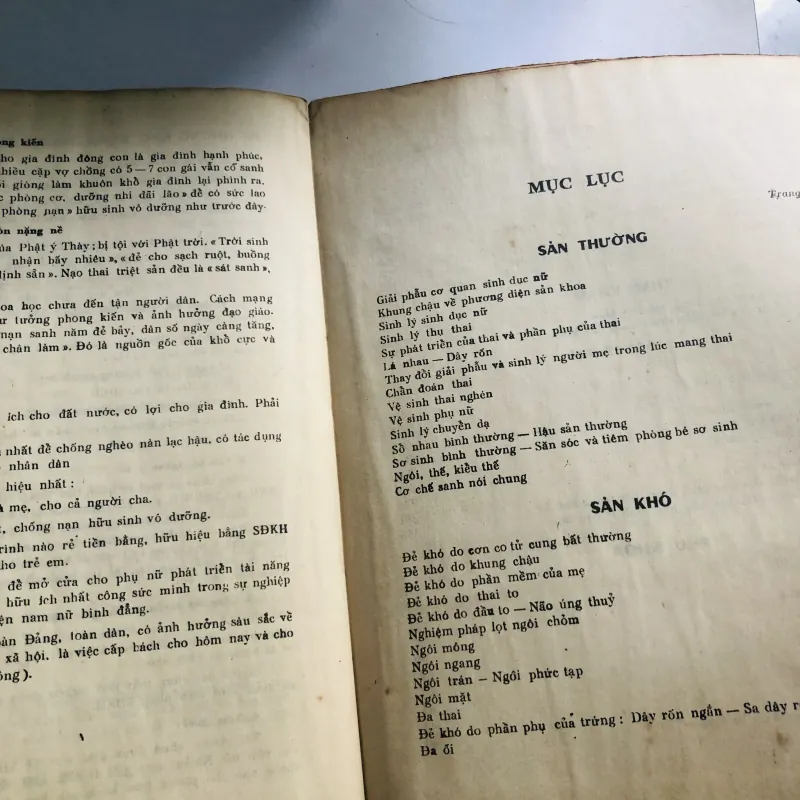 ng kiến
ho gia đình đông con là gia đình hạnh phúc,
hiêu cặp vợ chồng có 5 — 7 con gái vẫn cố sanh
i giòng làm khuôn khổ gia đình lại phình ra,
c phòng cơ, dưỡng nhi đãi lão» để có sức lao
phòng nạn» hữu sinh vô dưỡng như trước đây.
òn nặng nề
ủa Phật ý Thày; bị tội với Phật trời. «Trời sinh
nhận bấy nhiêu», «đẻ cho sạch ruột, buồng
định sẵn». Nạo thai triệt sản đều là «sát sanh»,
oa học chưa đến tận người dân. Cách mạng
ư tưởng phong kiến và ảnh hưởng đạo giáo.
nạn sanh năm đẻ bảy, dân số ngày càng tăng,
chân lấm». Đó là nguồn gốc của khổ cực và
ích cho đất nước, có lợi cho gia đình. Phải
nhất để chống nghèo nàn lạc hậu, có tác dụng
nhân dân
hiệu nhất :
à mẹ, cho cả người cha.
, chống nạn hữu sinh vô dưỡng.
rình nào rẻ tiền bằng, hữu hiệu bằng SĐKH
ho trẻ em.
để mở cửa cho phụ nữ phát triển tài năng
hữu ích nhất công sức mình trong sự nghiệp
ện nam nữ bình đẳng.
àn Đảng, toàn dân, có ảnh hưởng sâu sắc về
xã hội, là việc cấp bách cho hôm nay và cho
ông).
MỤC LỤC
Trang
SẢN THƯỜNG
Giải phẫu cơ quan sinh dục nữ
Khung chậu về phương diện sản khoa
Sinh lý sinh dục nữ
Sinh lý thụ thai
Sự phát triển của thai và phần phụ của thai
Lá nhau — Dây rốn
Thay đổi giải phẫu và sinh lý người mẹ trong lúc mang thai
Chẩn đoán thai
Vệ sinh thai nghén
Vệ sinh phụ nữ
Sinh lý chuyển dạ
Sổ nhau bình thường — Hậu sản thường
Sơ sinh bình thường — Săn sóc và tiêm phòng bé sơ sinh
Ngôi, thế, kiểu thế
Cơ chế sanh nói chung
SẢN KHÓ
Đẻ khó do cơn co tử cung bất thường
Đẻ khó do khung chậu
Đẻ khó do phần mềm của mẹ
Đẻ khó do thai to
Đẻ khó do đầu to — Não úng thuỷ
Nghiệm pháp lọt ngôi chỏm
Ngôi mông
Ngôi ngang
Ngôi trán — Ngôi phức tạp
Ngôi mặt
Đa thai
Đẻ khó do phần phụ của trứng : Dây rốn ngắn — Sa dây r
Đa ối